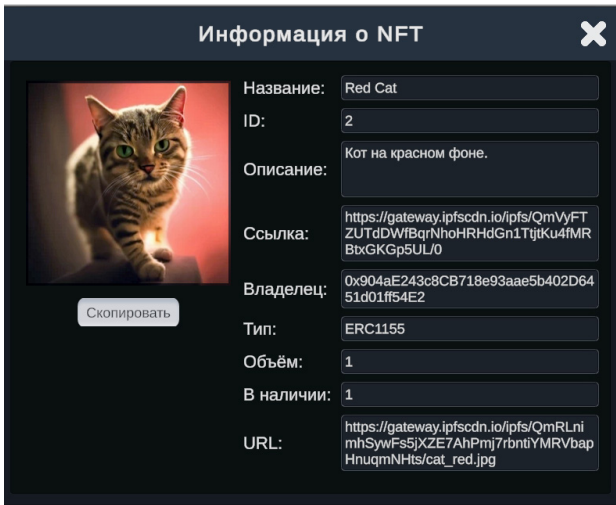 Информация о NFT
Название:
Red Cat
ID:
2
Описание:
Кот на красном фоне.
Ссылка:
https://gateway.ipfscdn.io/ipfs/QmVyFT
ZUTdDWfBqrNhoHRHdGn1TtjtKu4fMR
BtxGKGp5UL/0
Владелец:
0x904aE243c8CB718e93aae5b402D64
51d01ff54E2
Тип:
ERC1155
Объём:
1
В наличии:
1
URL:
https://gateway.ipfscdn.io/ipfs/QmRLni
mhSywFs5jXZE7AhPmj7rbntiYMRVbap
HnuqmNHts/cat_red.jpg
Скопировать